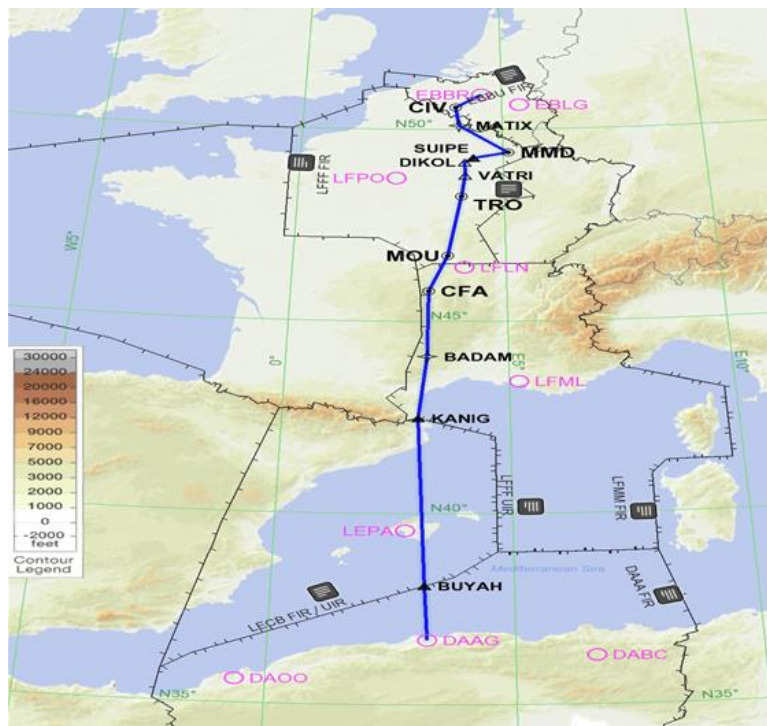 EBBR
EBBU FIR
CIV
EBLG
N50°
MATIX
SUIPE
MMD
DIKOL
LFFF FIR
LFPO
VATRI
TRO
W5°
MOU
LFLN
CFA
N45°
30000
24000
20000
16000
12000
9000
7000
5000
3000
2000
1000
0
-2000
feet
Contour
Legend
0°
BADAM
E5°
E10°
LFML
KANIG
LFFF UIR
LFMM FIR
N40°
LEPA
Mediterranean Sea
BUYAH
DAAA FIR
LECB FIR / UIR
DAAG
DABC
DAOO
N35°
N35°